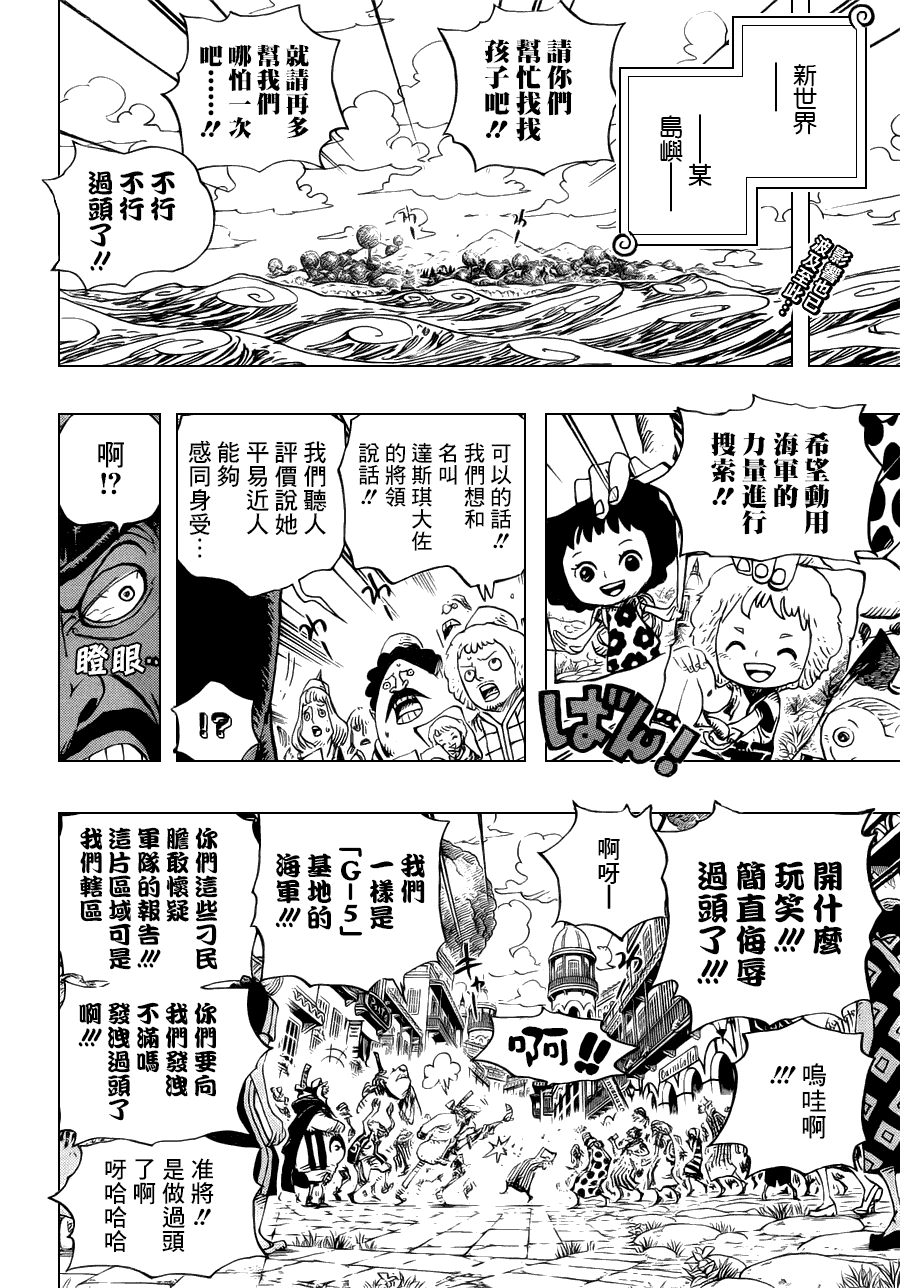 新世界
——
——
某
島嶼——
影響也已
波及至此…
請你們
幫忙找找
孩子吧!!
就請再多
幫我們
哪怕一次
吧……!!
不行
不行
過頭了!!
希望動用
海軍的
力量進行
搜索!!
ばん!
可以的話!!
我們想和
名叫
達斯琪大佐
的將領
說話!!
我們聽人
評價說她
平易近人
能夠
感同身受…
!?
啊!?
瞪眼…
開什麼
玩笑!!!
簡直侮辱
過頭了!!!
啊呀—
嗚哇啊
!!!
啊!!
我們
一樣是
「G-5」
基地的
海軍!!!
你們這些刁民
膽敢懷疑
軍隊的報告!!!
這片區域可是
我們轄區
你們要向
我們發洩
不滿嗎
發洩過頭了
啊!!!
准將!!
是做過頭
了啊
呀哈哈哈